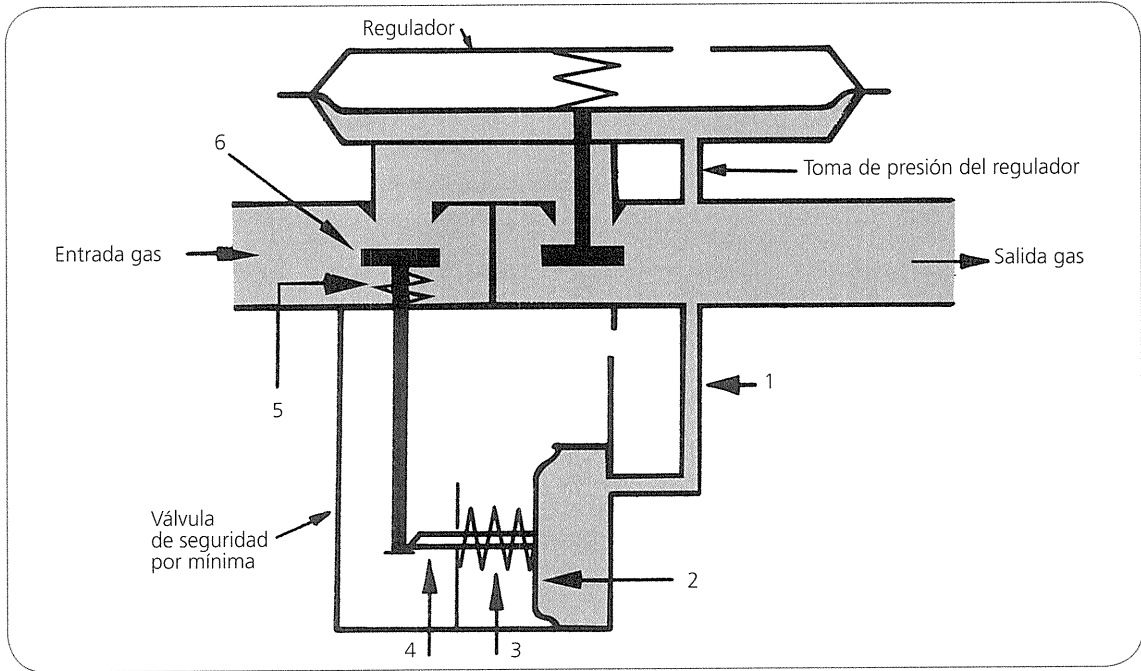 Regulador
6
Toma de presión del regulador
Entrada gas
Salida gas
5
1
Válvula
de seguridad
por mínima
2
4
3